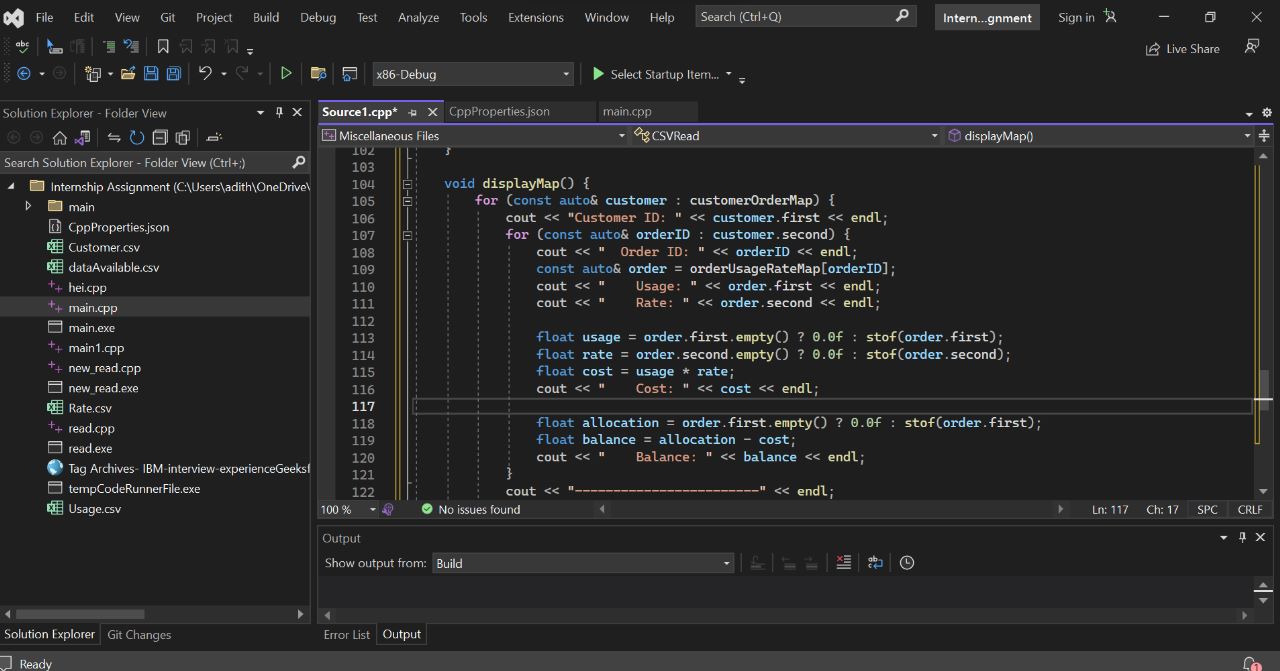 File Edit View Git Project Build Debug Test Analyze Tools Extensions Window Help Search (Ctrl+Q) Intern...gnment Sign in
abc Live Share
x86-Debug Select Startup Item...
Solution Explorer - Folder View
Search Solution Explorer - Folder View (Ctrl+;)
Internship Assignment (C:\Users\adith\OneDrive\
main
CppProperties.json
Customer.csv
dataAvailable.csv
hei.cpp
main.cpp
main.exe
main1.cpp
new_read.cpp
new_read.exe
Rate.csv
read.cpp
read.exe
Tag Archives- IBM-interview-experienceGeeksf
tempCodeRunnerFile.exe
Usage.csv
Solution Explorer Git Changes
Source1.cpp* CppProperties.json main.cpp
Miscellaneous Files CSVRead displayMap()
102 }
103
104 void displayMap() {
105 for (const auto& customer : customerOrderMap) {
106 cout << "Customer ID: " << customer.first << endl;
107 for (const auto& orderID : customer.second) {
108 cout << "  Order ID: " << orderID << endl;
109 const auto& order = orderUsageRateMap[orderID];
110 cout << "    Usage: " << order.first << endl;
111 cout << "    Rate: " << order.second << endl;
112
113 float usage = order.first.empty() ? 0.0f : stof(order.first);
114 float rate = order.second.empty() ? 0.0f : stof(order.second);
115 float cost = usage * rate;
116 cout << "    Cost: " << cost << endl;
117
118 float allocation = order.first.empty() ? 0.0f : stof(order.first);
119 float balance = allocation - cost;
120 cout << "    Balance: " << balance << endl;
121 }
122 cout << "------------------------" << endl;
100 % No issues found Ln: 117 Ch: 17 SPC CRLF
Output
Show output from: Build
Error List Output
Ready 1